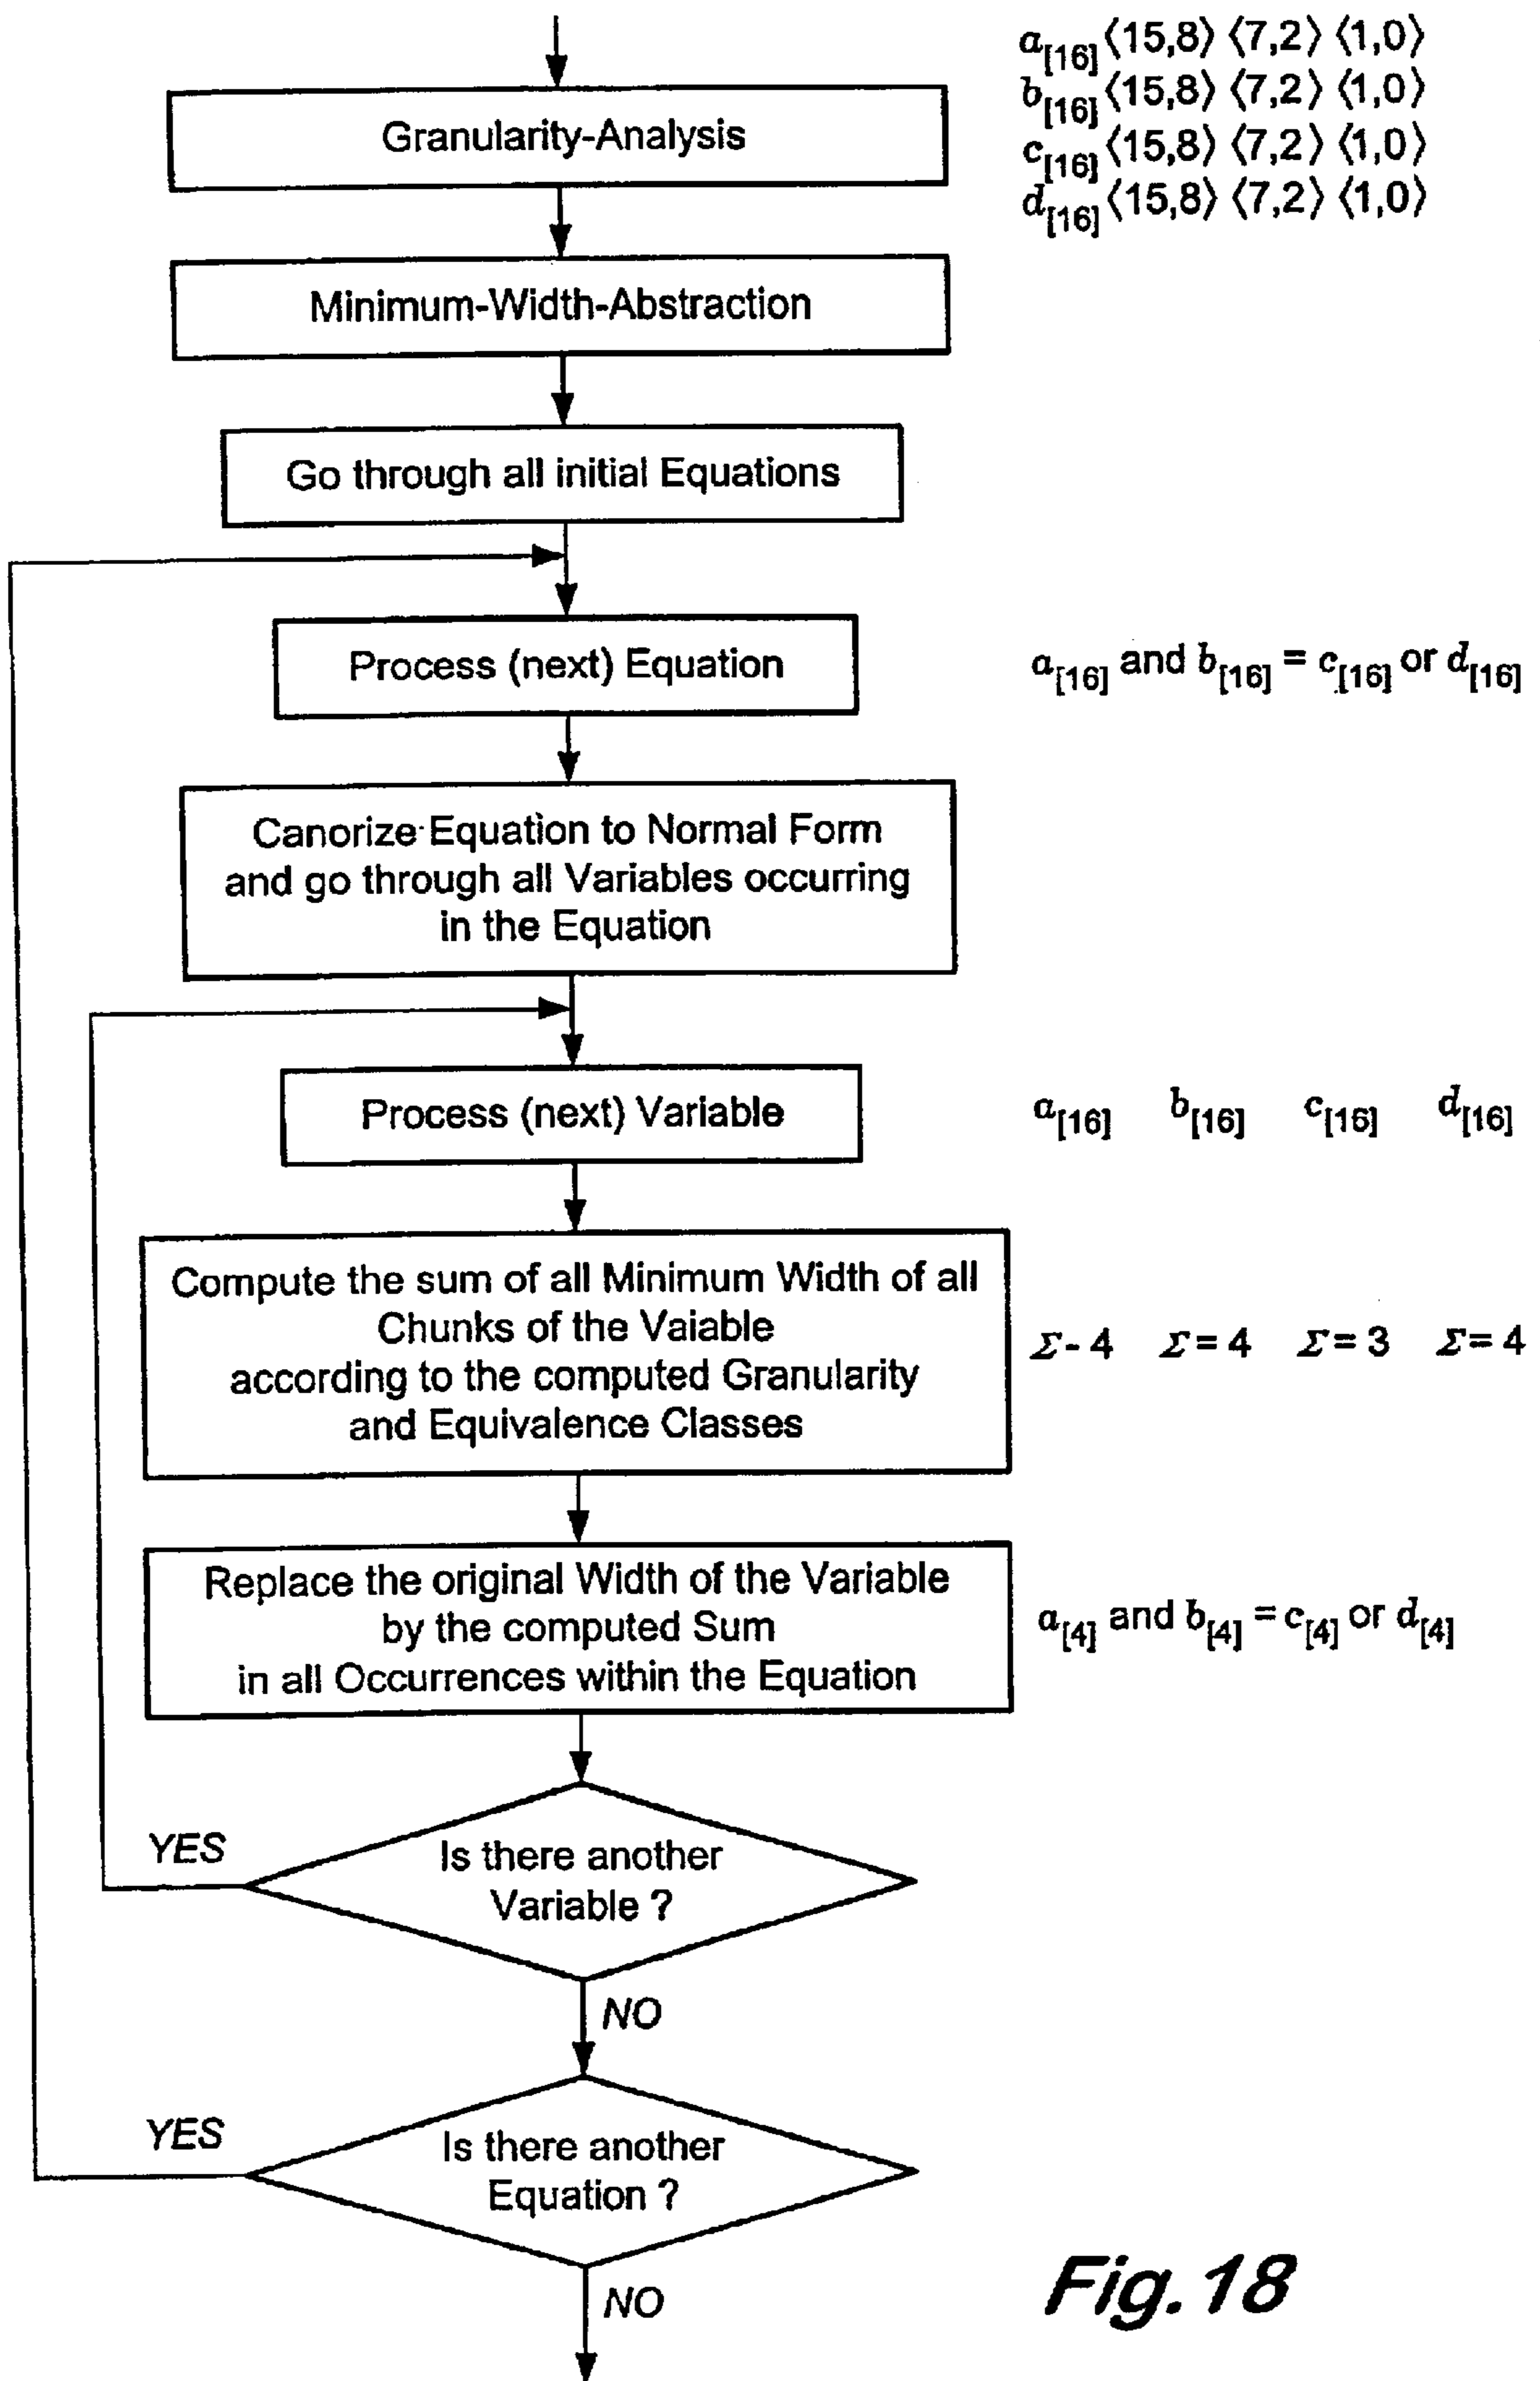 a[16]⟨15,8⟩ ⟨7,2⟩ ⟨1,0⟩
b[16]⟨15,8⟩ ⟨7,2⟩ ⟨1,0⟩
c[16]⟨15,8⟩ ⟨7,2⟩ ⟨1,0⟩
d[16]⟨15,8⟩ ⟨7,2⟩ ⟨1,0⟩
Granularity-Analysis
Minimum-Width-Abstraction
Go through all initial Equations
Process (next) Equation
a[16] and b[16] = c[16] or d[16]
Canorize Equation to Normal Form
and go through all Variables occurring
in the Equation
Process (next) Variable
a[16] b[16] c[16] d[16]
Compute the sum of all Minimum Width of all
Chunks of the Vaiable
according to the computed Granularity
and Equivalence Classes
Σ- 4 Σ= 4 Σ= 3 Σ= 4
Replace the original Width of the Variable
by the computed Sum
in all Occurrences within the Equation
a[4] and b[4] = c[4] or d[4]
YES
Is there another
Variable ?
NO
YES
Is there another
Equation ?
NO
Fig.18